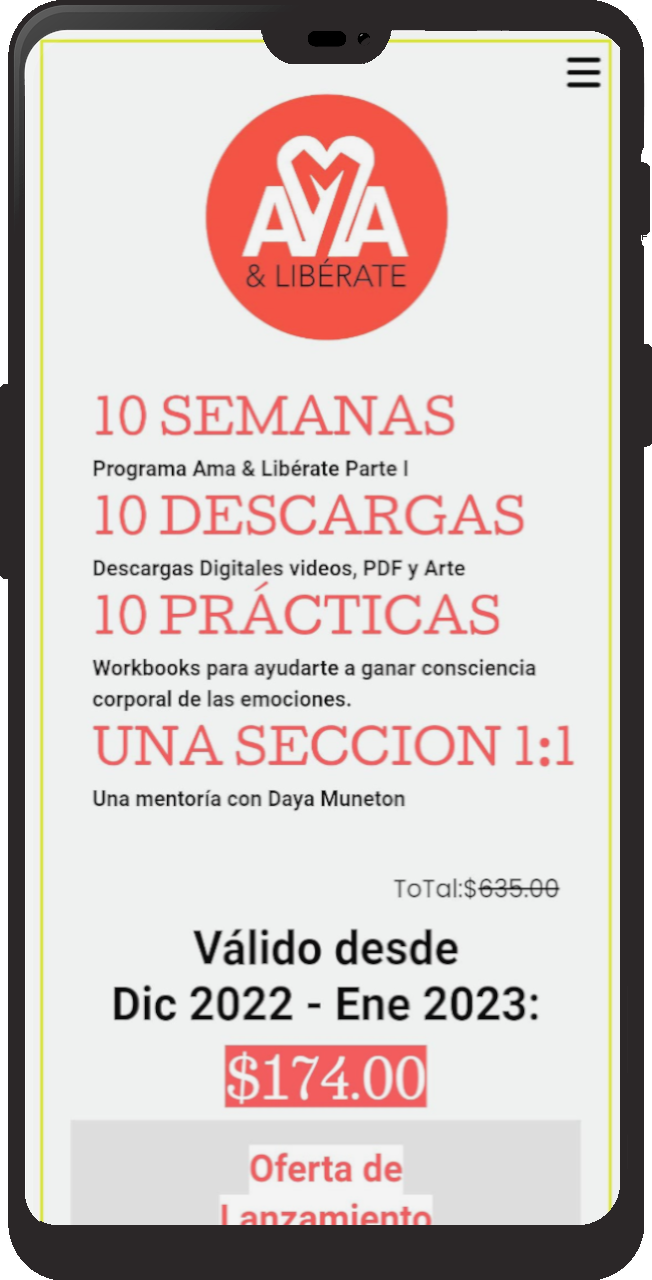 AMA
& LIBÉRATE
10 SEMANAS
Programa Ama & Libérate Parte I
10 DESCARGAS
Descargas Digitales videos, PDF y Arte
10 PRÁCTICAS
Workbooks para ayudarte a ganar consciencia
corporal de las emociones.
UNA SECCION 1:1
Una mentoría con Daya Muneton
ToTal:$635.00
Válido desde
Dic 2022 - Ene 2023:
$174.00
Oferta de
Lanzamiento